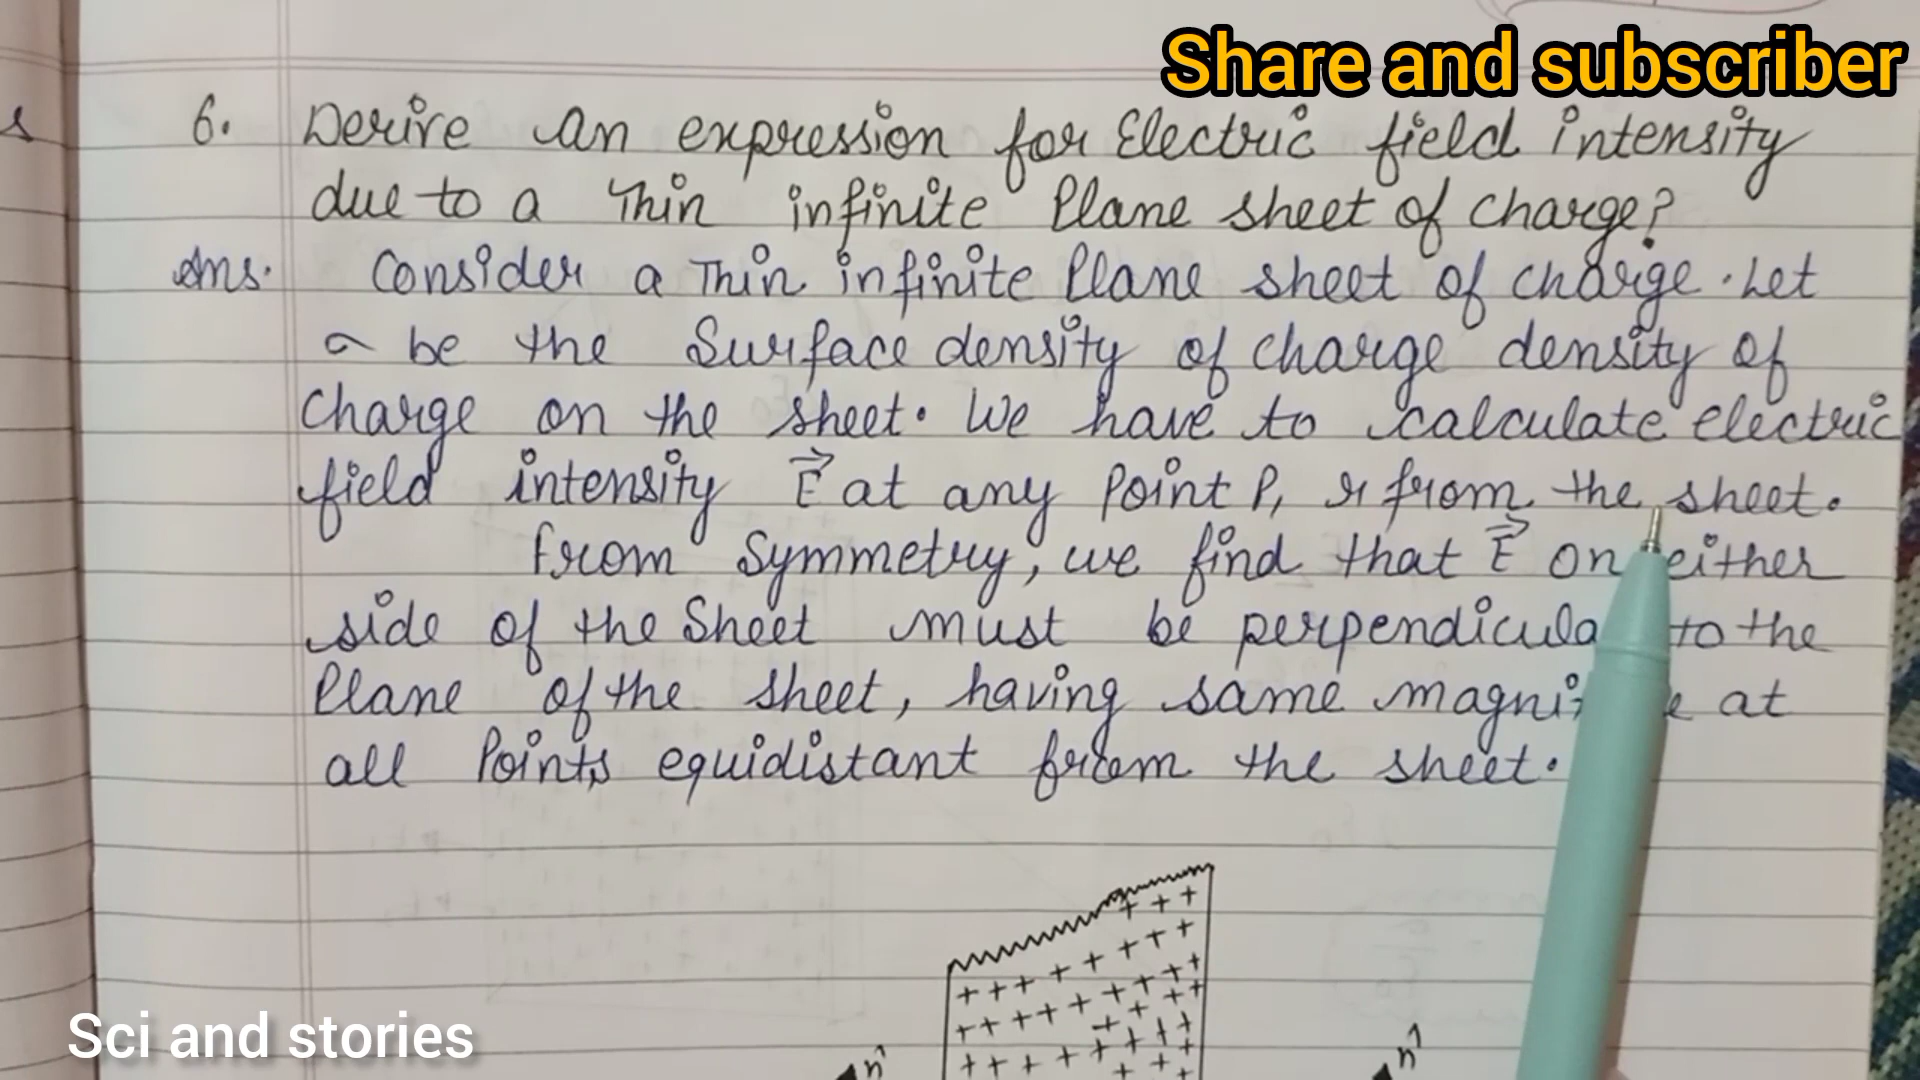 Share and subscriber
s
6. Derive an expression for Electric field intensity
due to a Thin infinite Plane sheet of charge?
Ans. Consider a Thin infinite Plane sheet of charge. Let
σ be the Surface density of charge density of
charge on the sheet. We have to calculate electric
field intensity E⃗ at any Point P, r from the sheet.
From Symmetry, we find that E⃗ on either
side of the Sheet must be perpendicula to the
Plane of the sheet, having same magni e at
all Points equidistant from the sheet.
+ + +
+ + + + + + +
+ + + + + + + +
n̂
n̂
Sci and stories